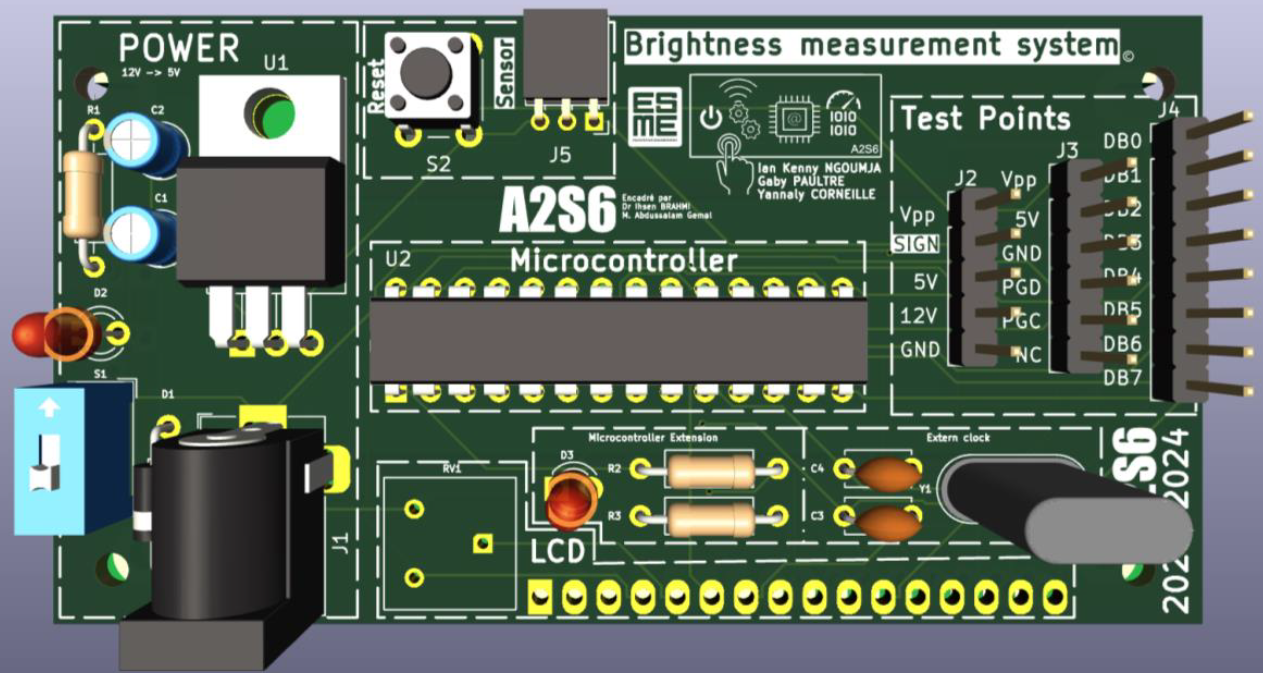 POWER
12V -> 5V
U1
R1
C2
C1
D2
S1
D1
J1
Reset
S2
Sensor
J5
Brightness measurement system©
ES
ME
@
1010
1010
A2S6
Ian Kenny NGOUMJA
Gaby PAULTRE
Yannaly CORNEILLE
A2S6
Encadré par
Dr Ihsen BRAHMI
M. Abdussalam Gemal
U2
Microcontroller
Test Points
J2
Vpp
SIGN
5V
12V
GND
J3
Vpp
5V
GND
PGD
PGC
NC
J4
DB0
DB1
DB2
DB3
DB4
DB5
DB6
DB7
Microcontroller Extension
D3
R2
R3
Extern clock
C4
C3
Y1
RV1
LCD
2024